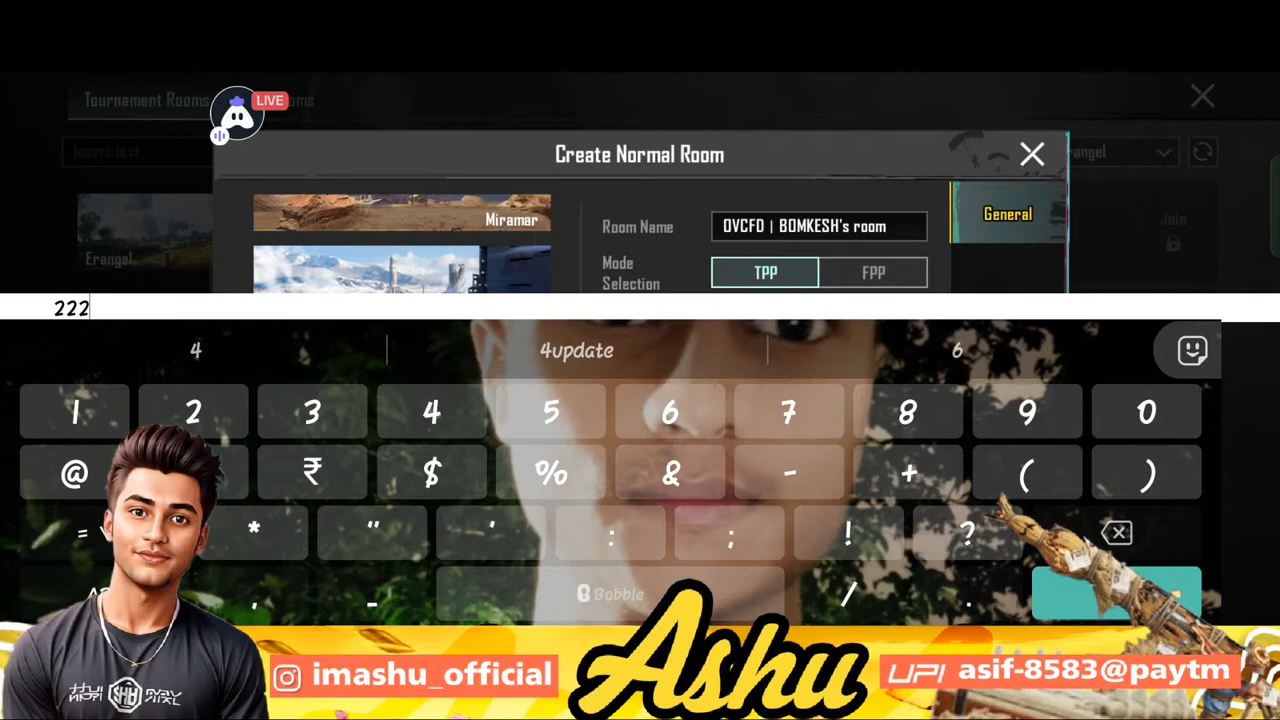 Tournament Rooms
LIVE
Insert text
Erangel
Create Normal Room
Miramar
Room Name
OVCFD | BOMKESH's room
Mode
Selection
TPP
FPP
General
Join
Erangel
222
4
4update
6
1 2 3 4 5 6 7 8 9 0
@ ₹ $ % & - + ( )
= * " ' : ; ! ?
, _ Bobble / .
imashu_official
Ashu
UPI asif-8583@paytm